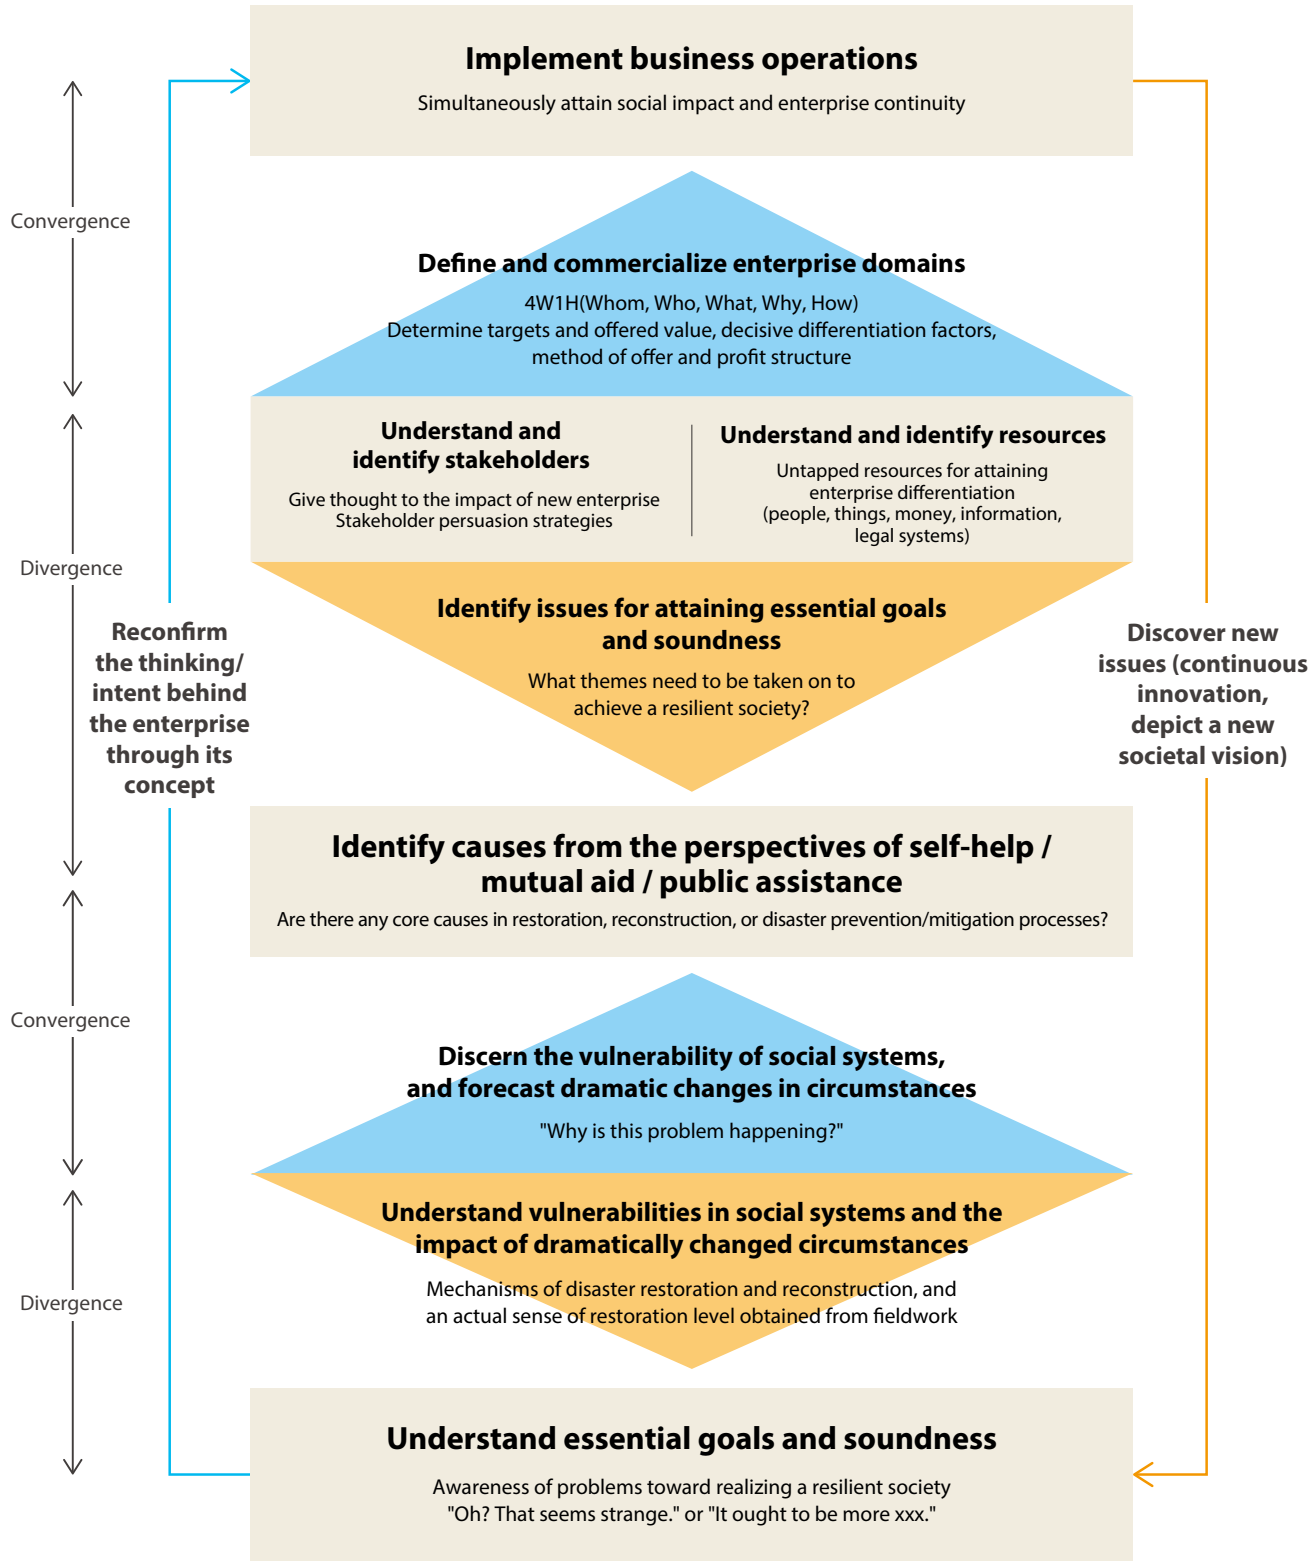 Implement business operations
Simultaneously attain social impact and enterprise continuity
Convergence
Define and commercialize enterprise domains
4W1H(Whom, Who, What, Why, How)
Determine targets and offered value, decisive differentiation factors,
method of offer and profit structure
Understand and
identify stakeholders
Give thought to the impact of new enterprise
Stakeholder persuasion strategies
Understand and identify resources
Untapped resources for attaining
enterprise differentiation
(people, things, money, information,
legal systems)
Divergence
Identify issues for attaining essential goals
and soundness
What themes need to be taken on to
achieve a resilient society?
Reconfirm
the thinking/
intent behind
the enterprise
through its
concept
Discover new
issues (continuous
innovation,
depict a new
societal vision)
Identify causes from the perspectives of self-help /
mutual aid / public assistance
Are there any core causes in restoration, reconstruction, or disaster prevention/mitigation processes?
Convergence
Discern the vulnerability of social systems,
and forecast dramatic changes in circumstances
"Why is this problem happening?"
Understand vulnerabilities in social systems and the
impact of dramatically changed circumstances
Mechanisms of disaster restoration and reconstruction, and
an actual sense of restoration level obtained from fieldwork
Divergence
Understand essential goals and soundness
Awareness of problems toward realizing a resilient society
"Oh? That seems strange." or "It ought to be more xxx."